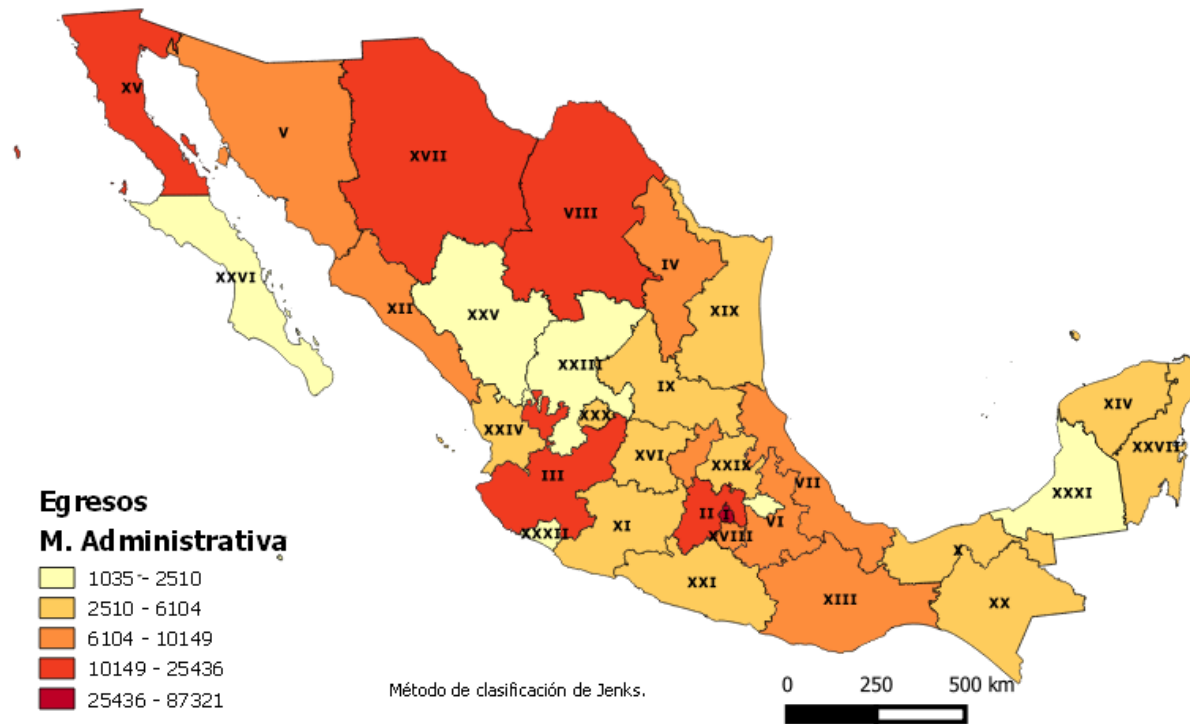 XV
V
XVII
VIII
IV
XXVI
XII
XXV
XIX
XXIII
IX
XXIV
XXX
XIV
XXVII
III
XVI
XXIX
VII
XXXI
XXXII
XI
II
I
VI
XVIII
X
XXI
XIII
XX
Egresos
M. Administrativa
1035 - 2510
2510 - 6104
6104 - 10149
10149 - 25436
25436 - 87321
Método de clasificación de Jenks.
0 250 500 km